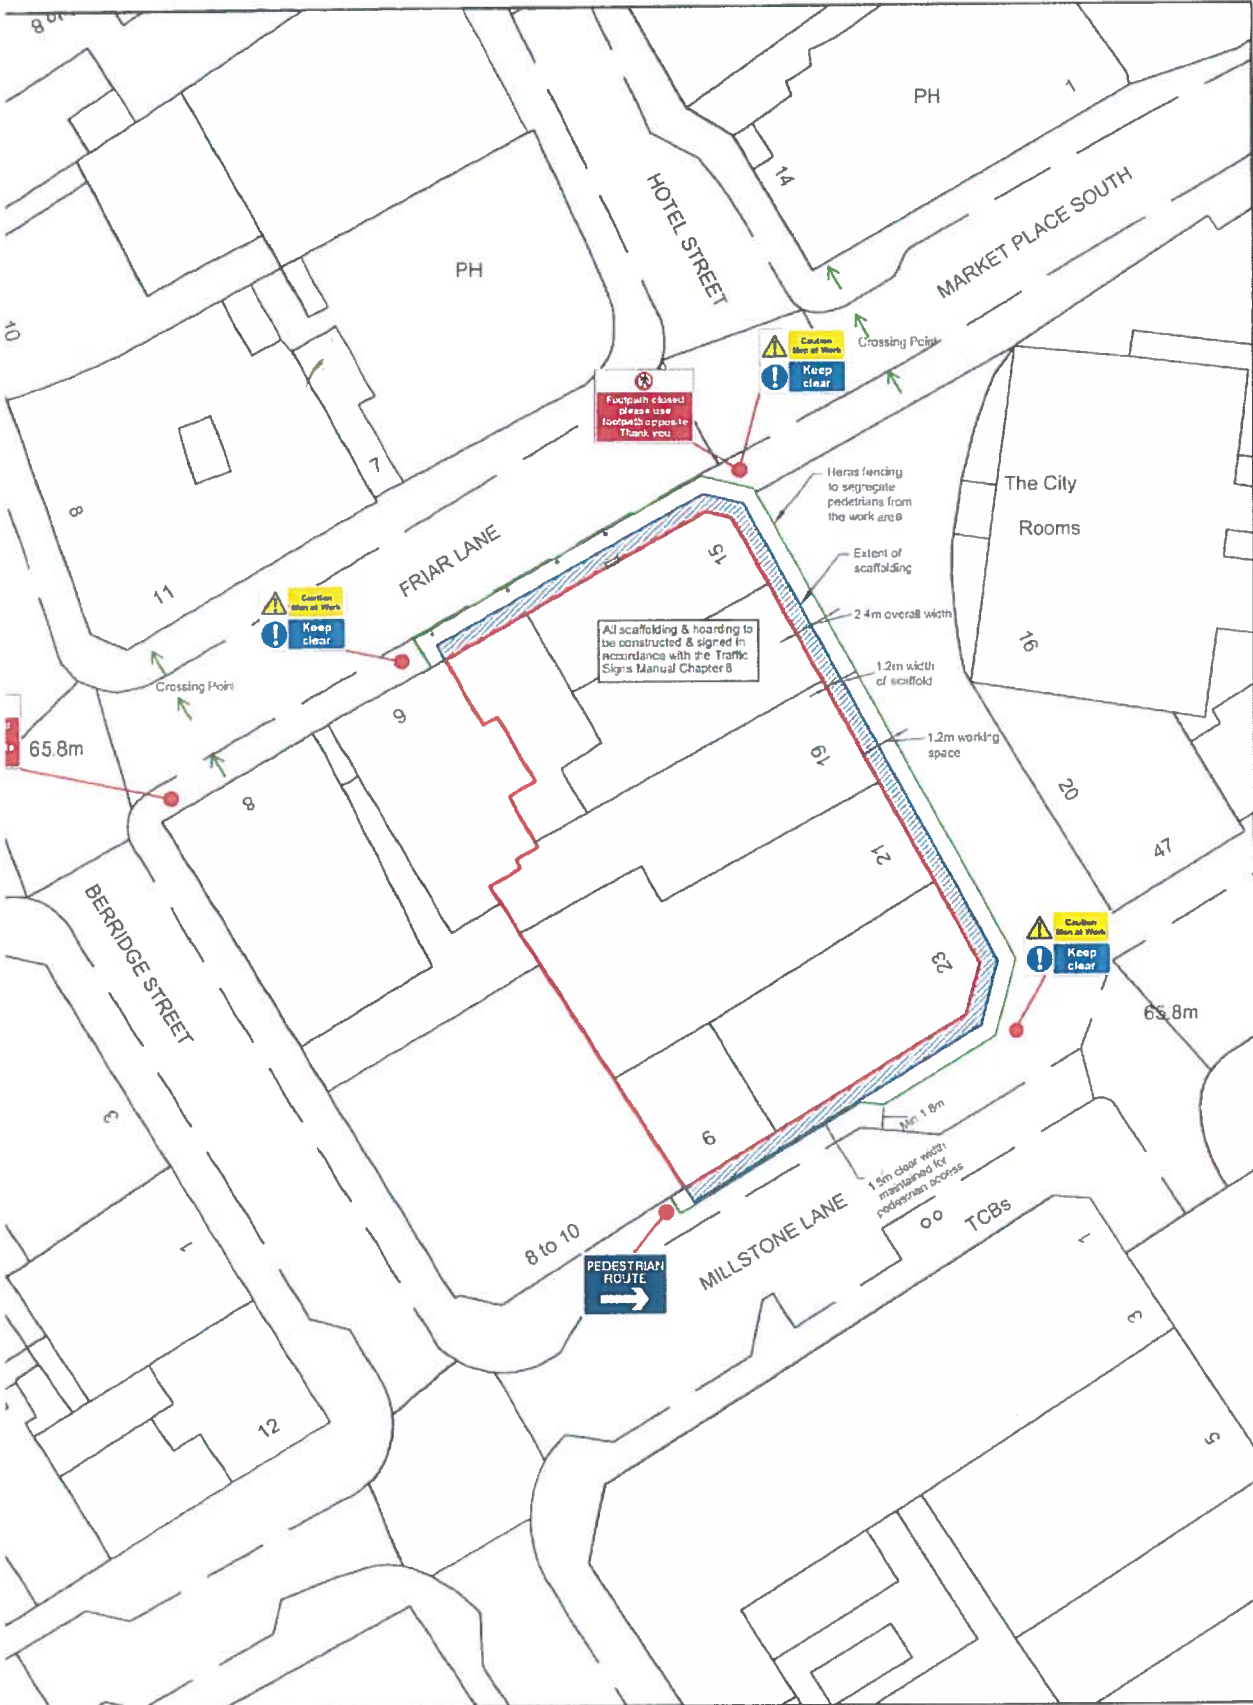 PH
1
14
HOTEL STREET
MARKET PLACE SOUTH
PH
10
Caution
Men at Work
Keep
clear
Crossing Point
Footpath closed
please use
footpath opposite
Thank you
7
8
11
FRIAR LANE
Heras fencing
to segregate
pedetrians from
the work area
The City
Rooms
15
Extent of
scaffolding
Caution
Men at Work
Keep
clear
2.4m overall width
All scaffolding & hoarding to
be constructed & signed in
accordance with the Traffic
Signs Manual Chapter 8
16
1.2m width
of scaffold
Crossing Point
9
65.8m
19
1.2m working
space
8
20
47
21
BERRIDGE STREET
23
Caution
Men at Work
Keep
clear
65.8m
3
Min 1.8m
6
1.5m clear width
maintained for
pedestrian access
TCBs
8 to 10
MILLSTONE LANE
1
1
PEDESTRIAN
ROUTE
3
12
5